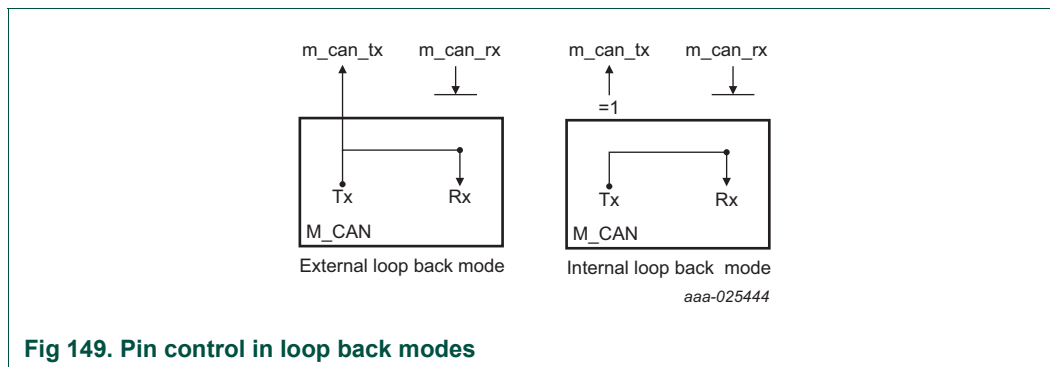 m_can_tx m_can_rx m_can_tx m_can_rx
=1
Tx Rx Tx Rx
M_CAN M_CAN
External loop back mode Internal loop back mode
aaa-025444
Fig 149. Pin control in loop back modes